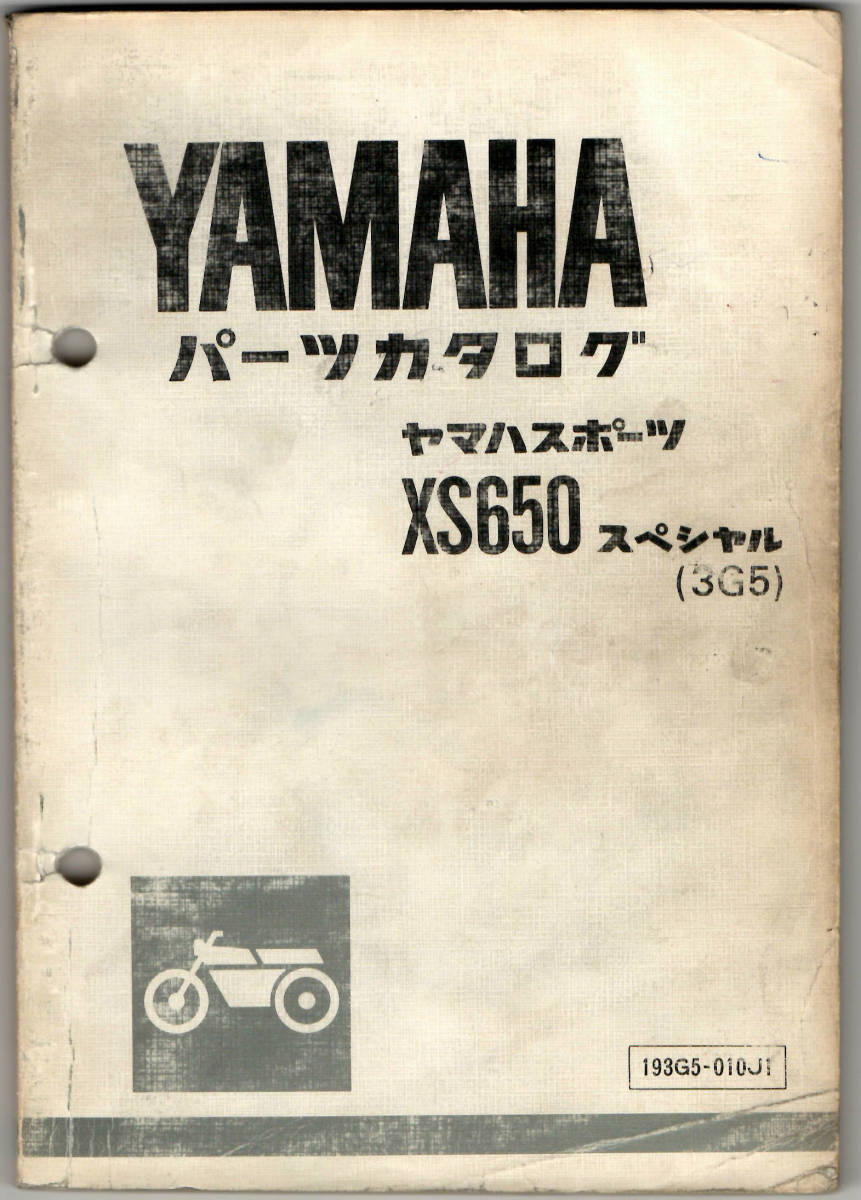 YAMAHA
パーツカタログ
ヤマハスポーツ
XS650 スペシャル
(3G5)
193G5-010J1